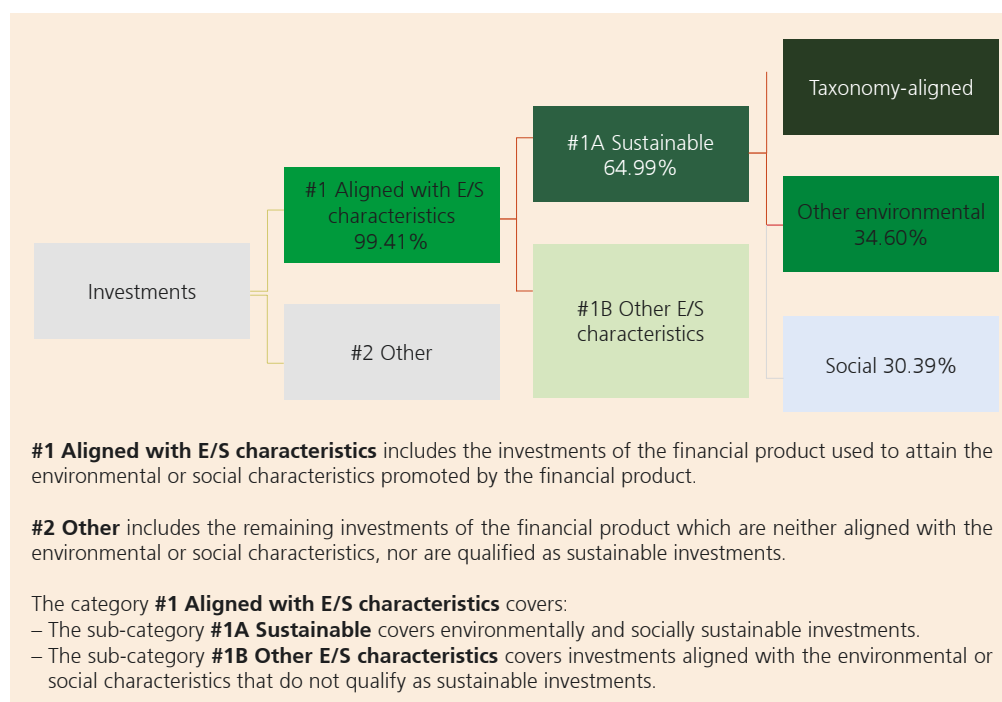 Taxonomy-aligned
#1A Sustainable
64.99%
#1 Aligned with E/S
characteristics
99.41%
Other environmental
34.60%
Investments
#1B Other E/S
characteristics
#2 Other
Social 30.39%
#1 Aligned with E/S characteristics includes the investments of the financial product used to attain the
environmental or social characteristics promoted by the financial product.
#2 Other includes the remaining investments of the financial product which are neither aligned with the
environmental or social characteristics, nor are qualified as sustainable investments.
The category #1 Aligned with E/S characteristics covers:
– The sub-category #1A Sustainable covers environmentally and socially sustainable investments.
– The sub-category #1B Other E/S characteristics covers investments aligned with the environmental or
social characteristics that do not qualify as sustainable investments.